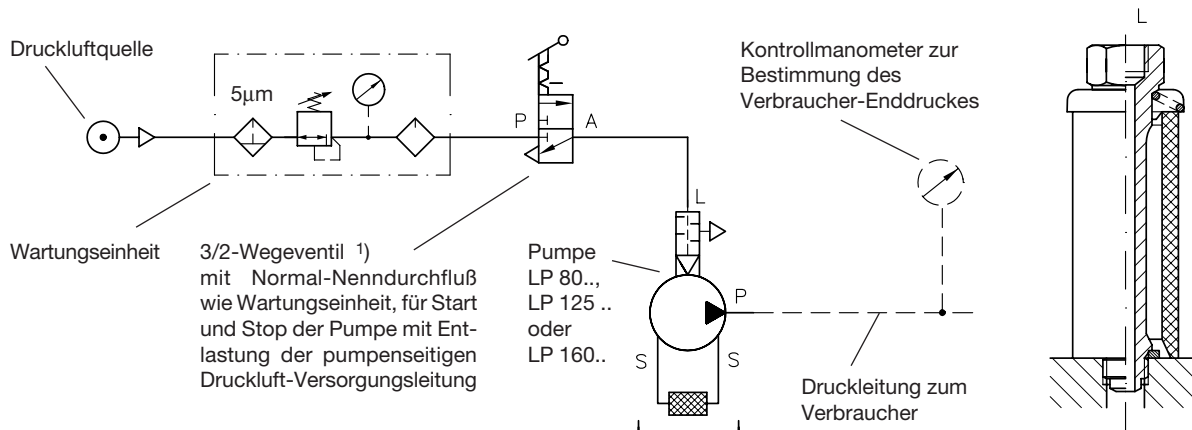 Druckluftquelle
5µm
P
A
L
Kontrollmanometer zur
Bestimmung des
Verbraucher-Enddruckes
L
Wartungseinheit
3/2-Wegeventil 1)
mit Normal-Nenndurchfluß
wie Wartungseinheit, für Start
und Stop der Pumpe mit Ent-
lastung der pumpenseitigen
Druckluft-Versorgungsleitung
Pumpe
LP 80..,
LP 125 ..
oder
LP 160..
P
S
S
Druckleitung zum
Verbraucher